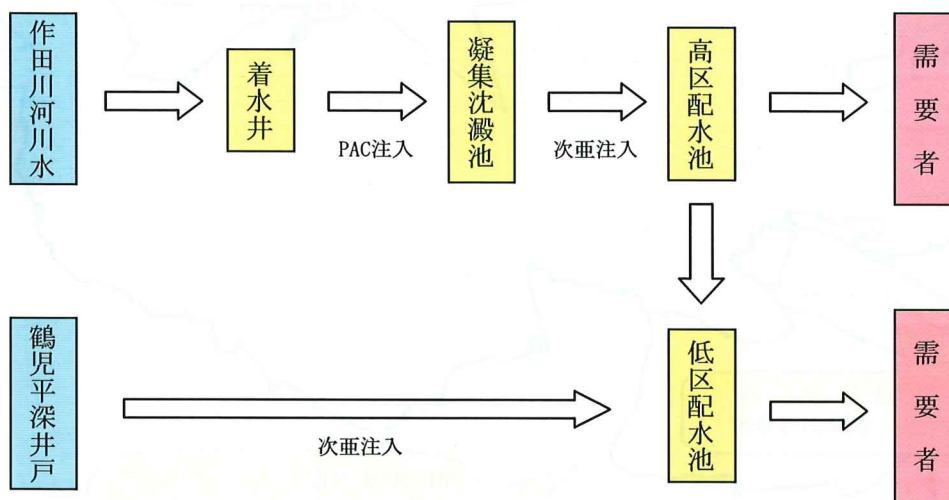 作田川河川水
着水井
PAC注入
凝集沈澱池
次亜注入
高区配水池
需要者
鶴児平深井戸
次亜注入
低区配水池
需要者